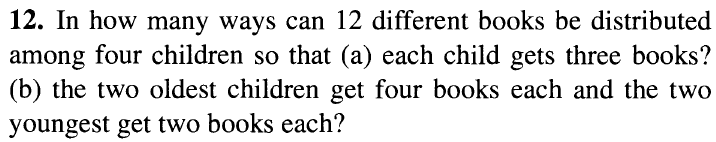 12. In how many ways can 12 different books be distributed
among four children so that (a) each child gets three books?
(b) the two oldest children get four books each and the two
youngest get two books each?